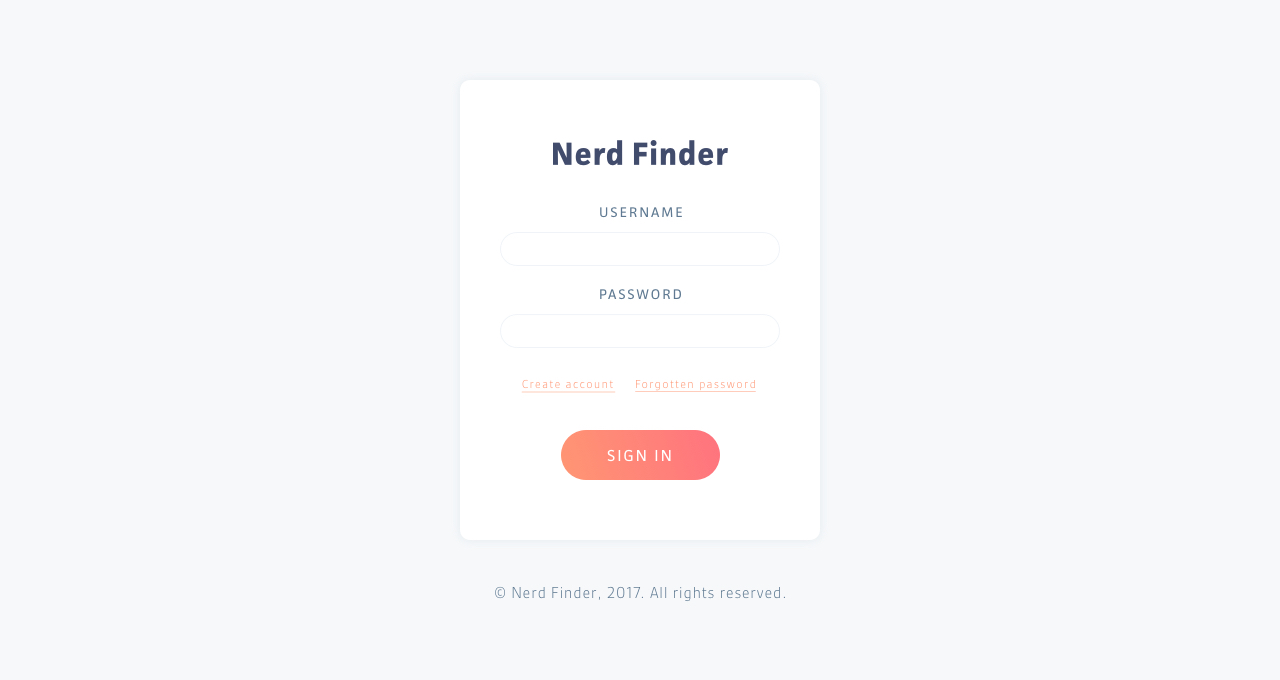 Nerd Finder
USERNAME
PASSWORD
Create account Forgotten password
SIGN IN
© Nerd Finder, 2017. All rights reserved.